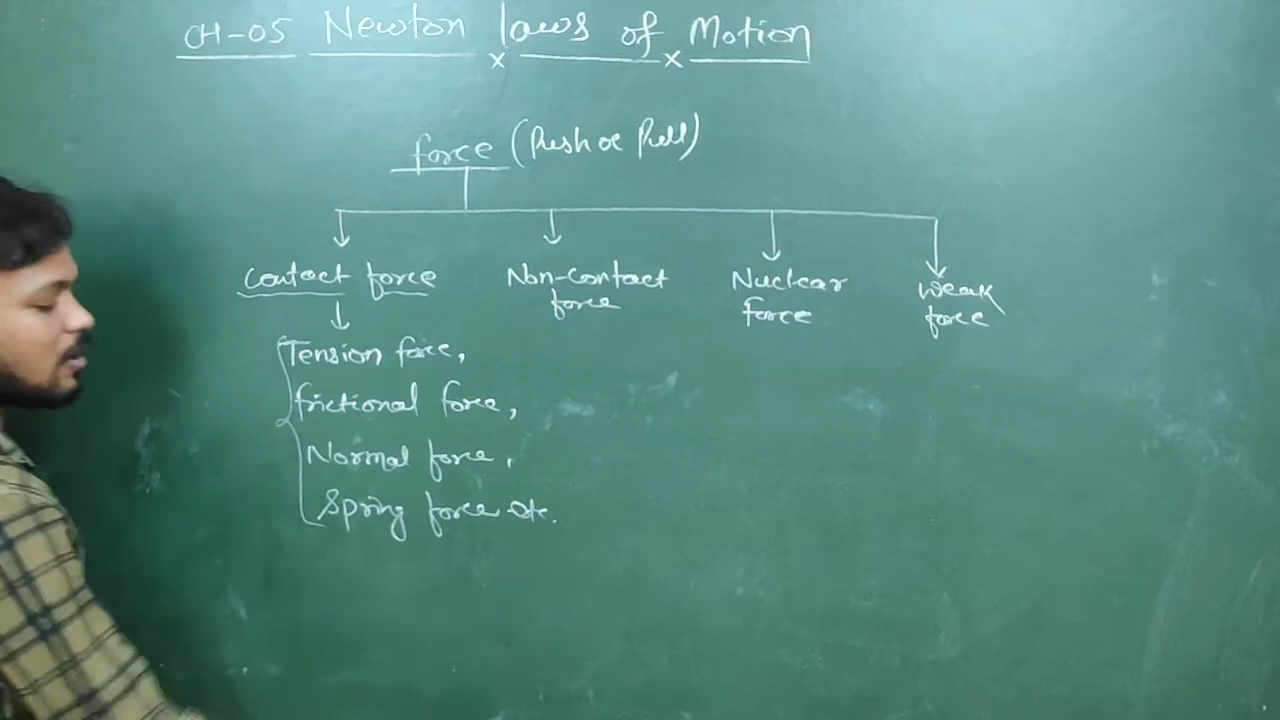 CH-05 Newton laws of Motion
force (Push or Pull)
Contact force
Non-Contact force
Nuclear force
Weak force
Tension force,
frictional force,
Normal force,
Spring force etc.